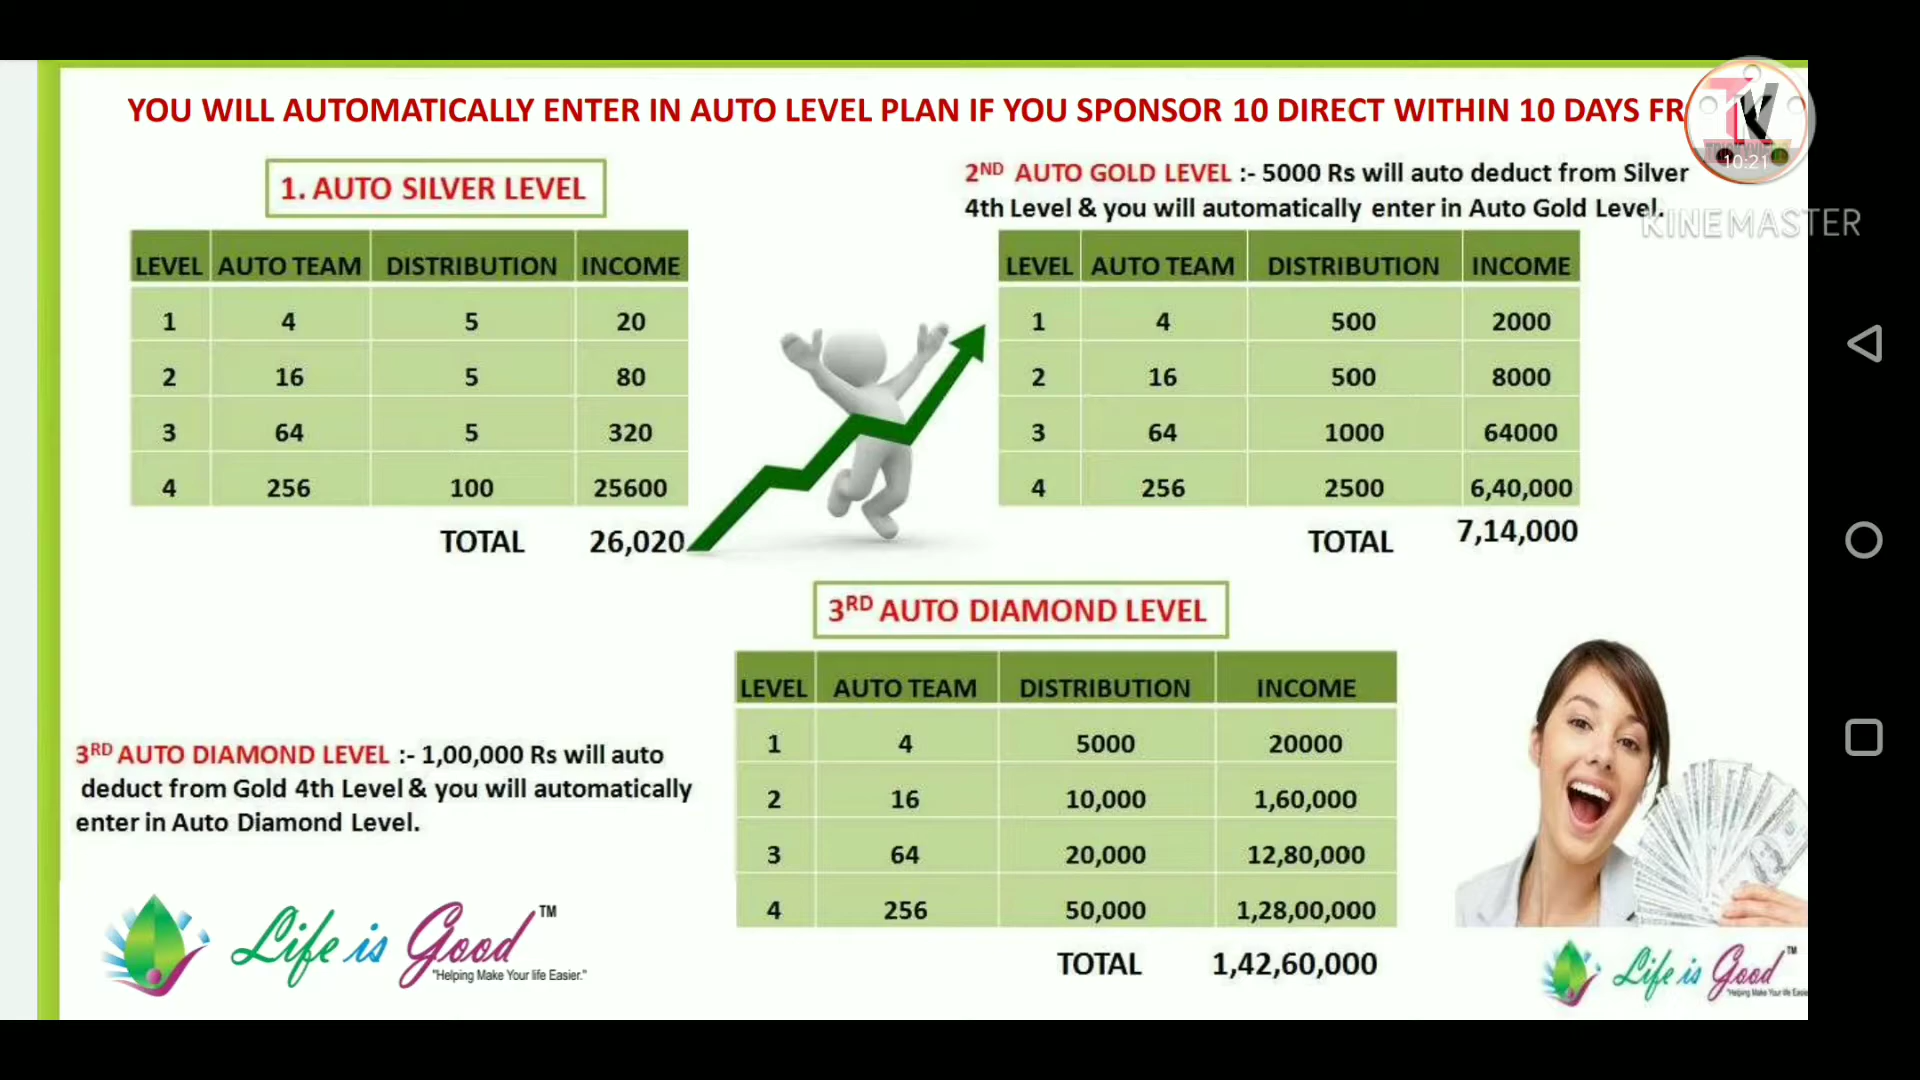 YOU WILL AUTOMATICALLY ENTER IN AUTO LEVEL PLAN IF YOU SPONSOR 10 DIRECT WITHIN 10 DAYS FR
10:21
KINEMASTER
1. AUTO SILVER LEVEL
LEVEL AUTO TEAM DISTRIBUTION INCOME
1 4 5 20
2 16 5 80
3 64 5 320
4 256 100 25600
TOTAL 26,020
2ND AUTO GOLD LEVEL :- 5000 Rs will auto deduct from Silver
4th Level & you will automatically enter in Auto Gold Level.
LEVEL AUTO TEAM DISTRIBUTION INCOME
1 4 500 2000
2 16 500 8000
3 64 1000 64000
4 256 2500 6,40,000
TOTAL 7,14,000
3RD AUTO DIAMOND LEVEL
3RD AUTO DIAMOND LEVEL :- 1,00,000 Rs will auto
deduct from Gold 4th Level & you will automatically
enter in Auto Diamond Level.
LEVEL AUTO TEAM DISTRIBUTION INCOME
1 4 5000 20000
2 16 10,000 1,60,000
3 64 20,000 12,80,000
4 256 50,000 1,28,00,000
TOTAL 1,42,60,000
Life is Good TM
"Helping Make Your life Easier."
Life is Good TM
"Helping Make Your life Easie